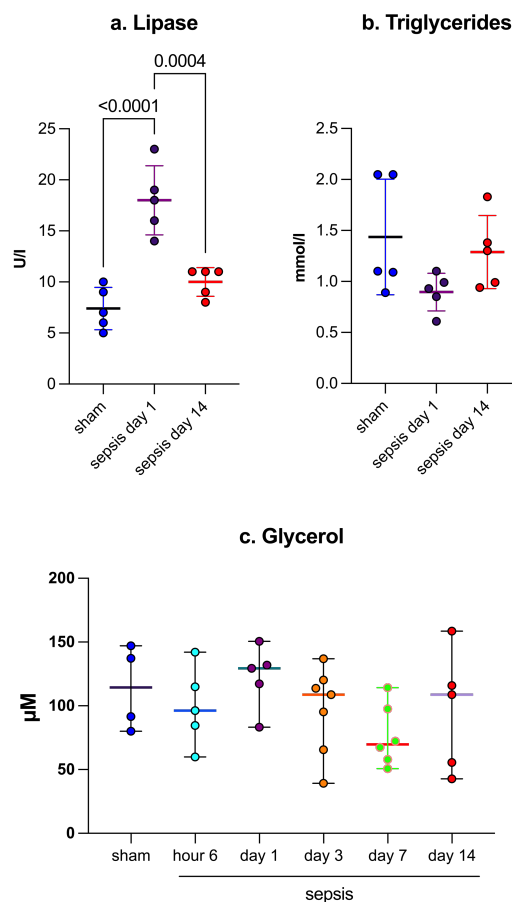 a. Lipase
b. Triglycerides
0.0004
<0.0001
25
20
15
10
5
0
U/l
sham
sepsis day 1
sepsis day 14
2.5
2.0
1.5
1.0
0.5
0.0
mmol/l
sham
sepsis day 1
sepsis day 14
c. Glycerol
200
150
100
50
0
µM
sham hour 6 day 1 day 3 day 7 day 14
sepsis